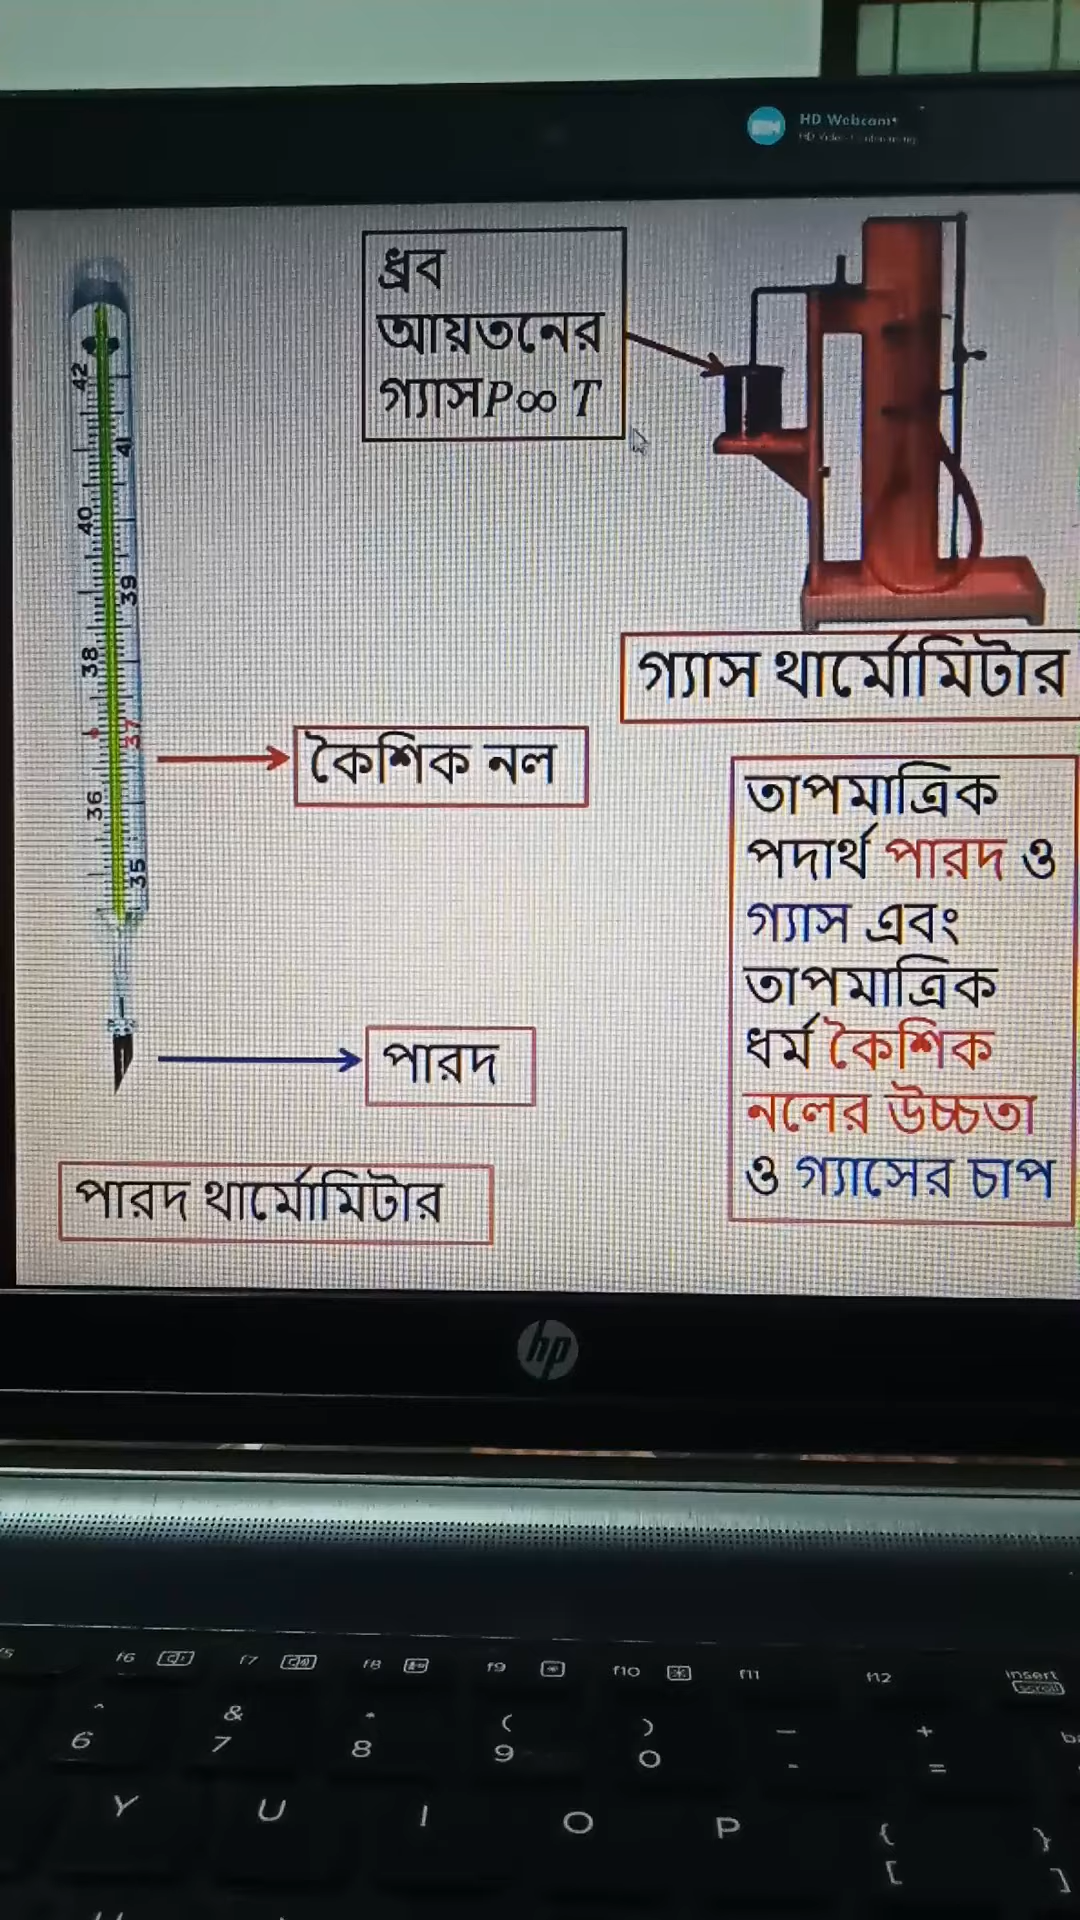 HD Webcam
ধ্রুব
আয়তনের
গ্যাসP∞ T
42
41
40
39
38
37
36
35
গ্যাস থার্মোমিটার
কৈশিক নল
তাপমাত্রিক
পদার্থ পারদ ও
গ্যাস এবং
তাপমাত্রিক
ধর্ম কৈশিক
নলের উচ্চতা
ও গ্যাসের চাপ
পারদ
পারদ থার্মোমিটার
hp
f6 f7 f8 f9 f10 f11 f12 insert
scroll
^ & * ( ) — +
6 7 8 9 0 - =
Y U I O P { }
[ ]